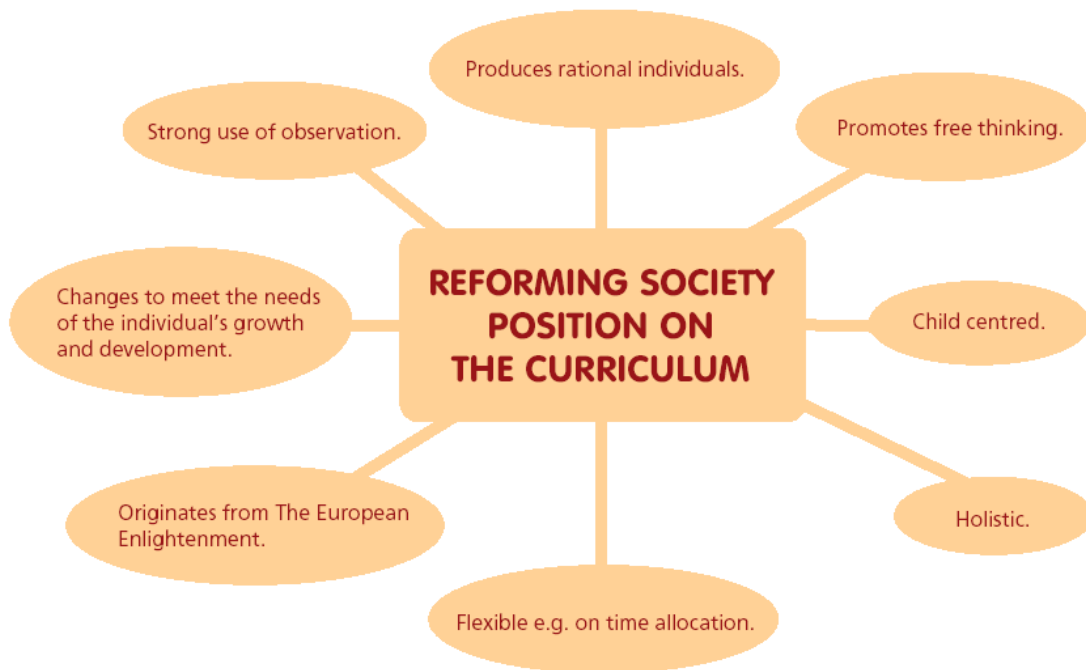 Produces rational individuals.
Strong use of observation.
Promotes free thinking.
REFORMING SOCIETY
POSITION ON
THE CURRICULUM
Changes to meet the needs
of the individual's growth
and development.
Child centred.
Originates from The European
Enlightenment.
Holistic.
Flexible e.g. on time allocation.